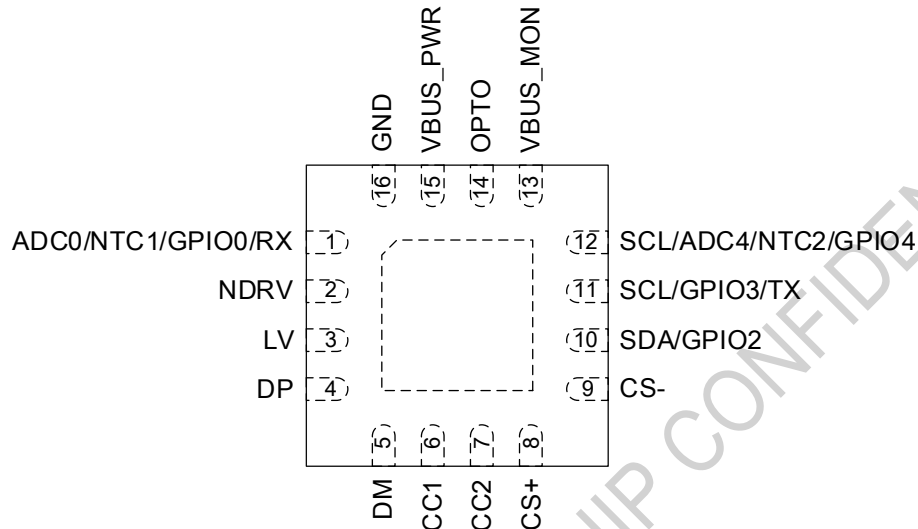 GND
VBUS_PWR
OPTO
VBUS_MON
16
15
14
13
ADC0/NTC1/GPIO0/RX 1
12 SCL/ADC4/NTC2/GPIO4
NDRV 2
11 SCL/GPIO3/TX
LV 3
10 SDA/GPIO2
DP 4
9 CS-
5
6
7
8
DM
CC1
CC2
CS+